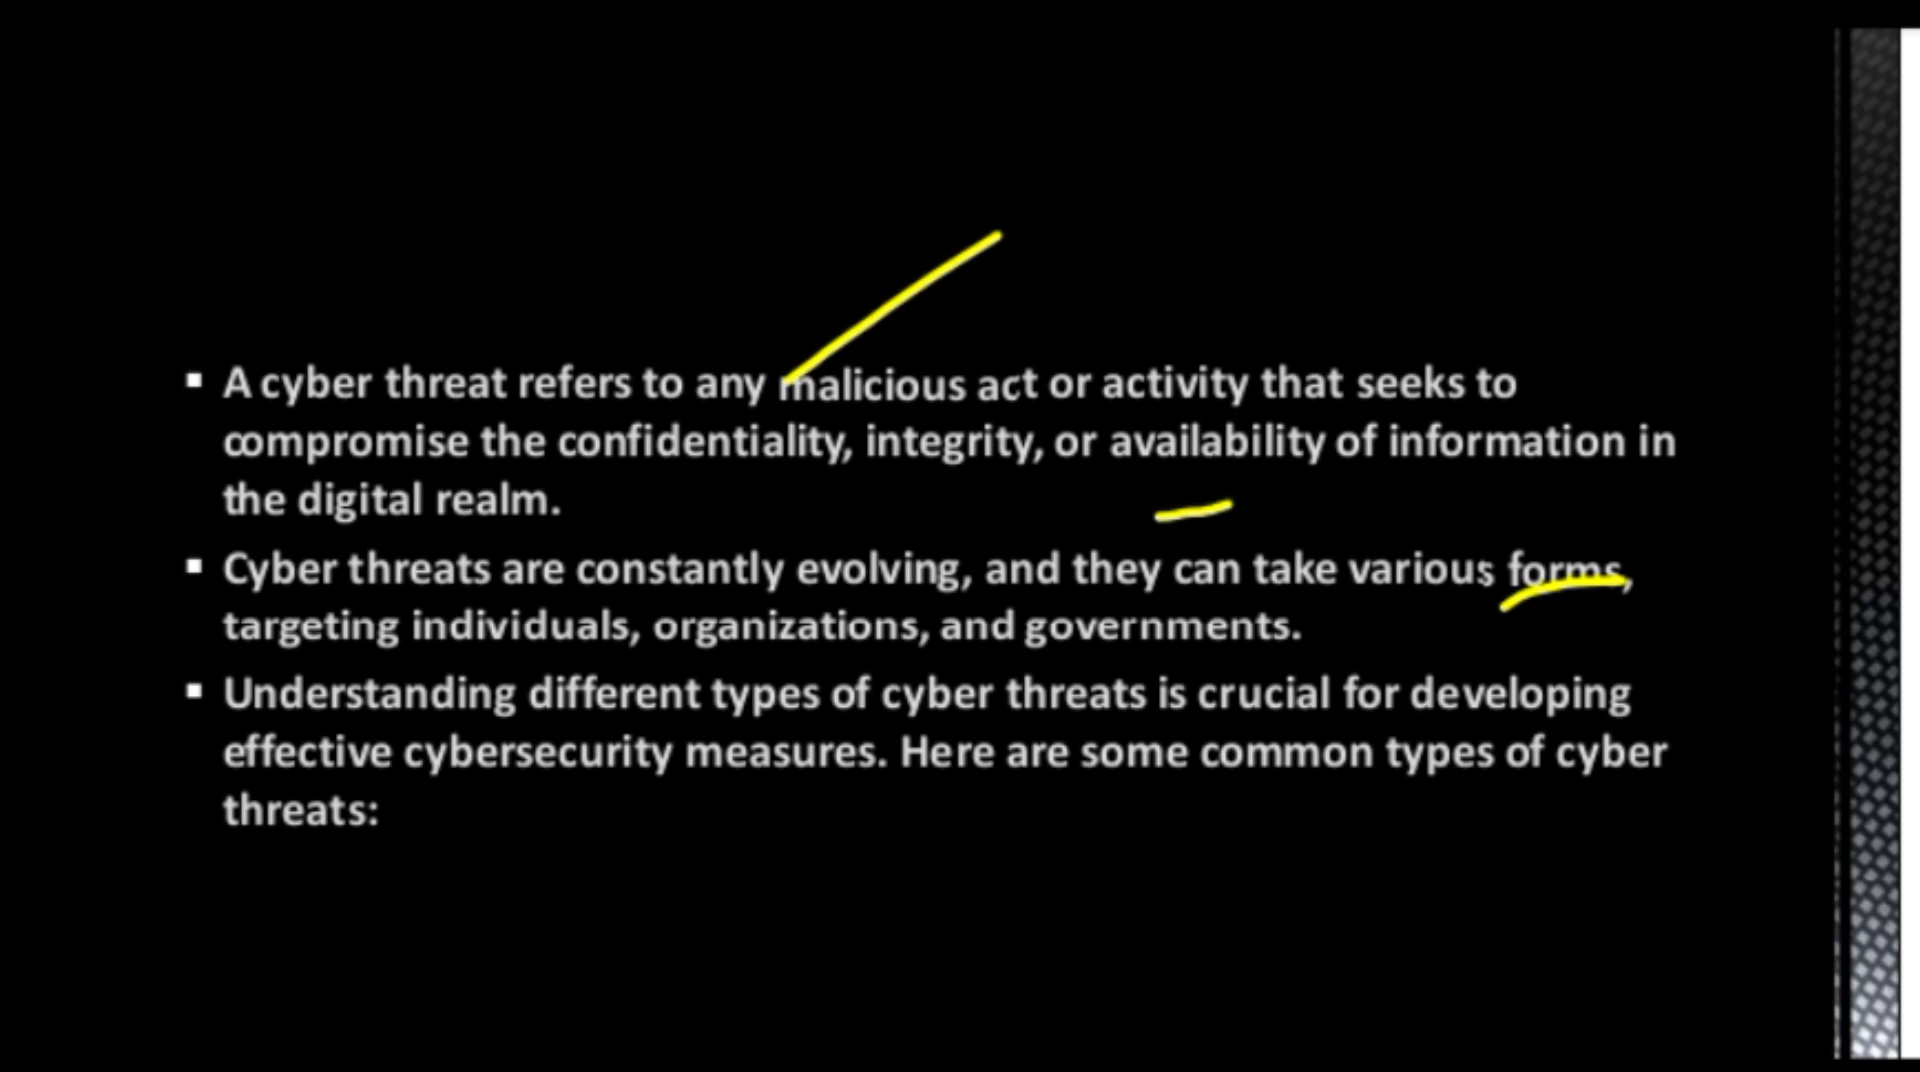 ▪ A cyber threat refers to any malicious act or activity that seeks to
compromise the confidentiality, integrity, or availability of information in
the digital realm.
▪ Cyber threats are constantly evolving, and they can take various forms,
targeting individuals, organizations, and governments.
▪ Understanding different types of cyber threats is crucial for developing
effective cybersecurity measures. Here are some common types of cyber
threats: